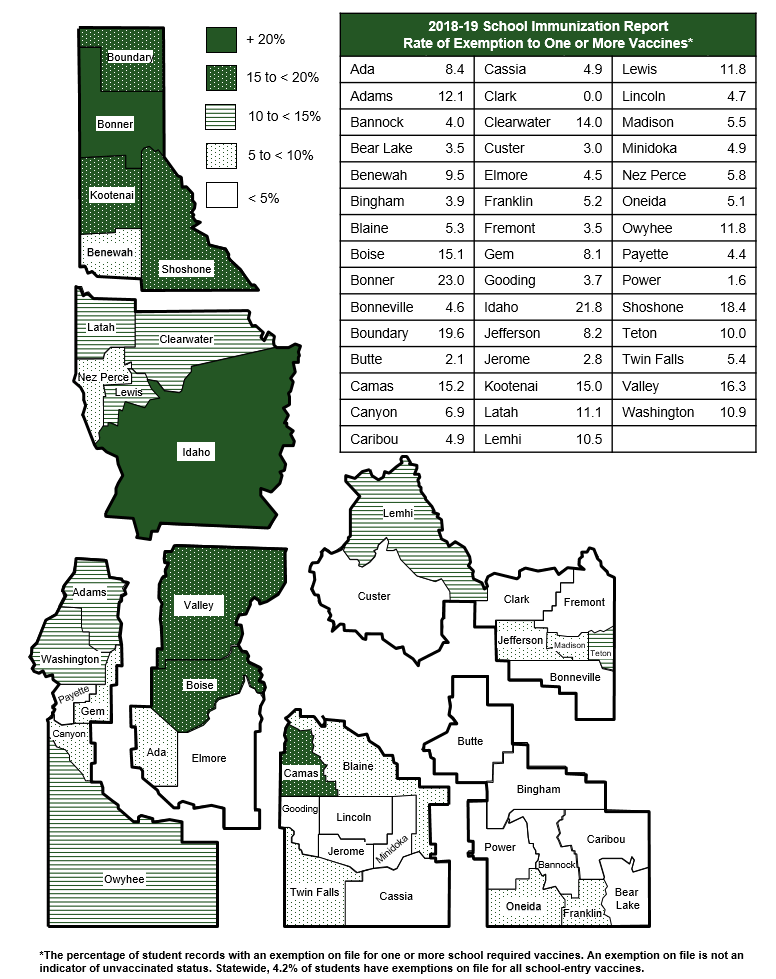 2018-19 School Immunization Report
Rate of Exemption to One or More Vaccines*
Ada 8.4 Cassia 4.9 Lewis 11.8
Adams 12.1 Clark 0.0 Lincoln 4.7
Bannock 4.0 Clearwater 14.0 Madison 5.5
Bear Lake 3.5 Custer 3.0 Minidoka 4.9
Benewah 9.5 Elmore 4.5 Nez Perce 5.8
Bingham 3.9 Franklin 5.2 Oneida 5.1
Blaine 5.3 Fremont 3.5 Owyhee 11.8
Boise 15.1 Gem 8.1 Payette 4.4
Bonner 23.0 Gooding 3.7 Power 1.6
Bonneville 4.6 Idaho 21.8 Shoshone 18.4
Boundary 19.6 Jefferson 8.2 Teton 10.0
Butte 2.1 Jerome 2.8 Twin Falls 5.4
Camas 15.2 Kootenai 15.0 Valley 16.3
Canyon 6.9 Latah 11.1 Washington 10.9
Caribou 4.9 Lemhi 10.5
+ 20%
15 to < 20%
10 to < 15%
5 to < 10%
< 5%
Boundary
Bonner
Kootenai
Benewah
Shoshone
Latah
Clearwater
Nez Perce
Lewis
Idaho
Lemhi
Custer
Clark
Fremont
Jefferson
Madison
Teton
Bonneville
Adams
Washington
Payette
Gem
Canyon
Owyhee
Valley
Boise
Ada
Elmore
Camas
Blaine
Gooding
Lincoln
Jerome
Minidoka
Twin Falls
Cassia
Butte
Bingham
Power
Caribou
Bannock
Bear
Lake
Oneida
Franklin
*The percentage of student records with an exemption on file for one or more school required vaccines. An exemption on file is not an
indicator of unvaccinated status. Statewide, 4.2% of students have exemptions on file for all school-entry vaccines.